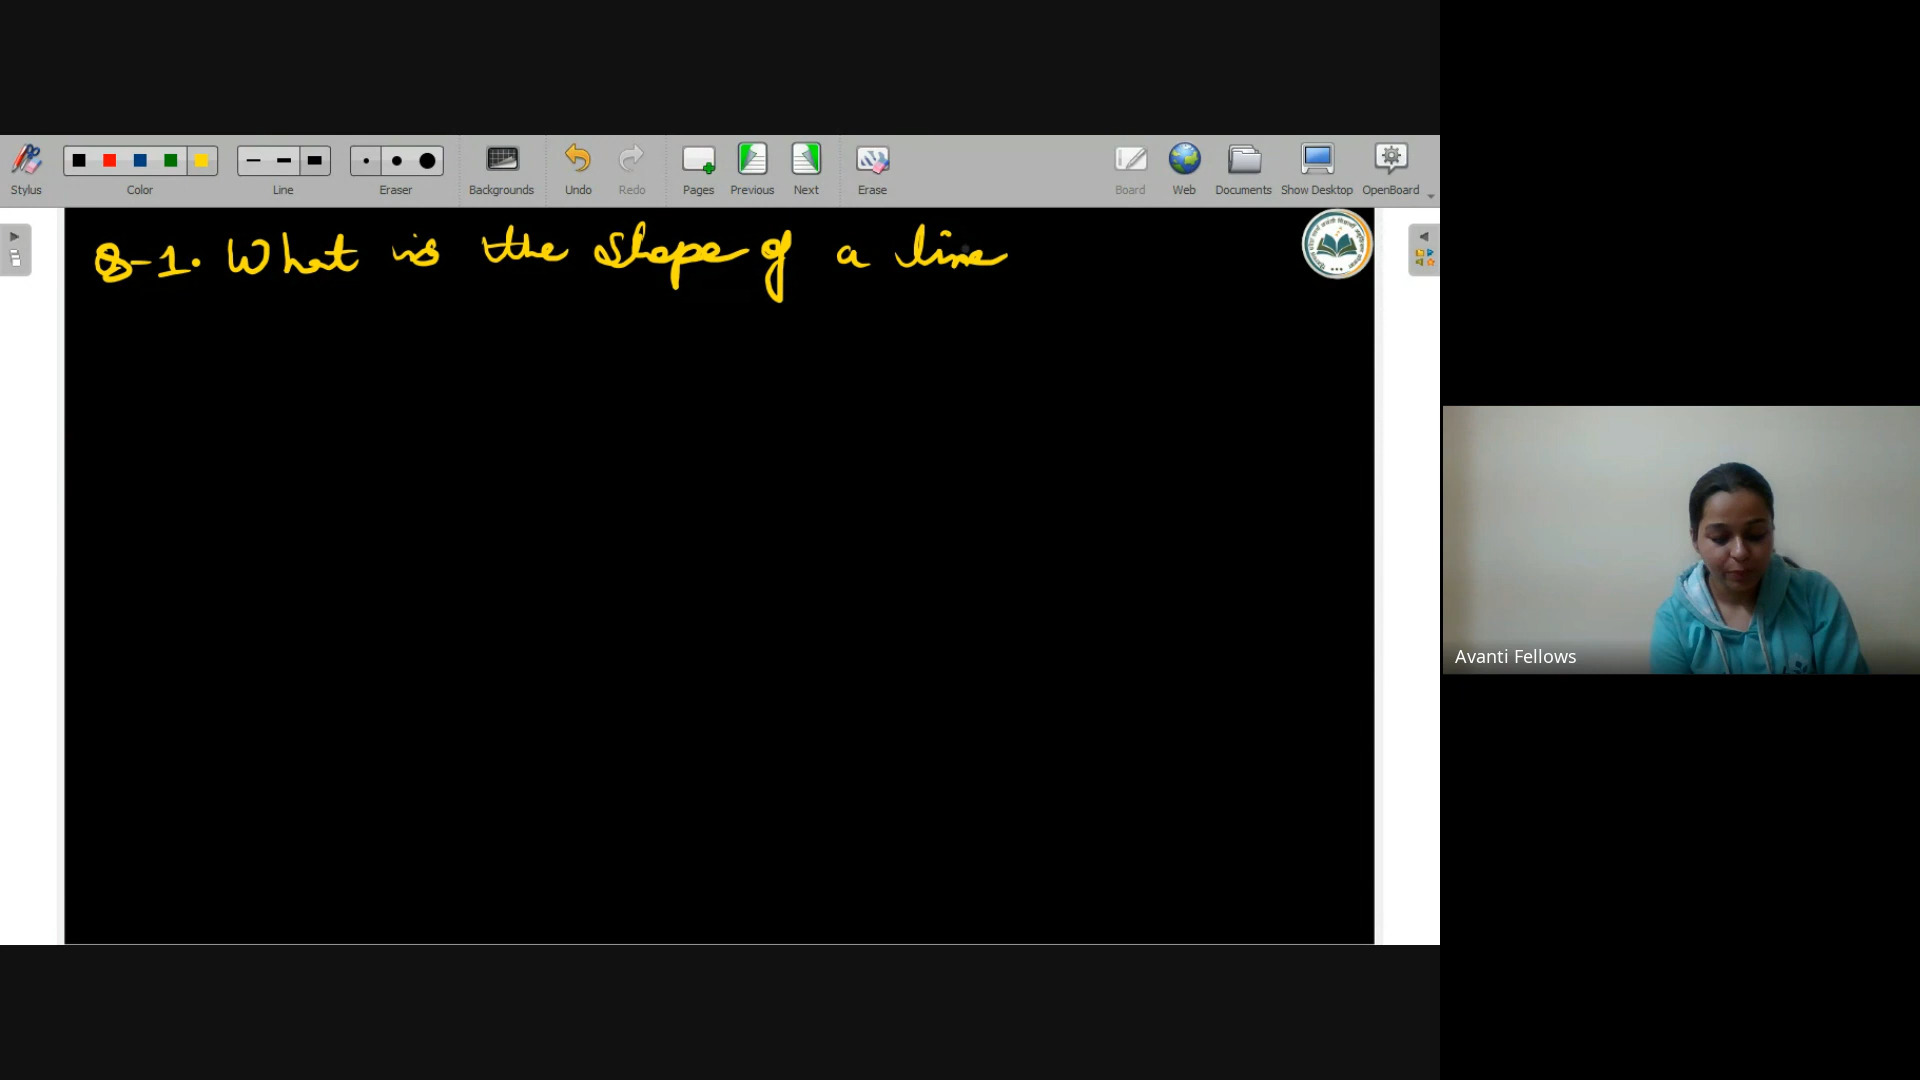 Stylus Color Line Eraser Backgrounds Undo Redo Pages Previous Next Erase Board Web Documents Show Desktop OpenBoard
Q-1. What is the shape of a line
Avanti Fellows